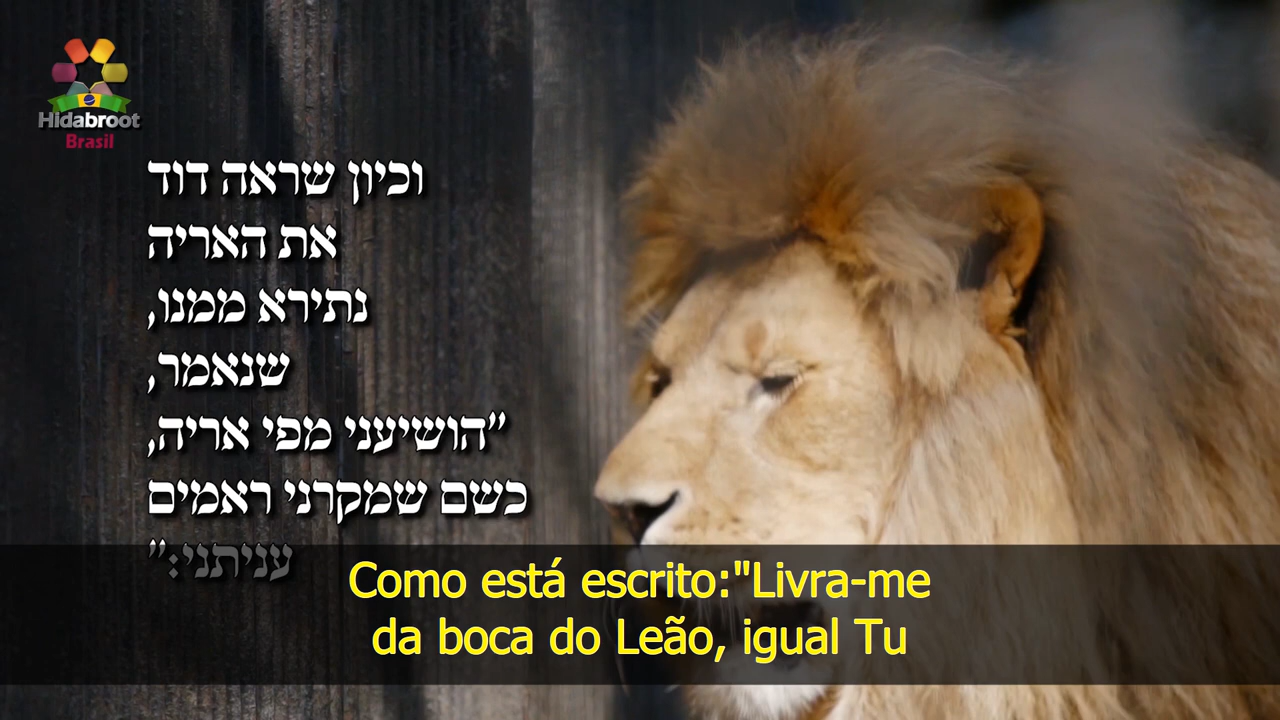 Hidabroot
Brasil
וכיון שראה דוד
את האריה
נתירא ממנו,
שנאמר,
"הושיעני מפי אריה,
כשם שמקרני ראמים
עניתני:"
Como está escrito:"Livra-me
da boca do Leão, igual Tu